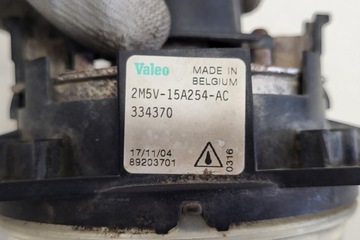 Valeo
MADE IN
BELGIUM
2M5V-15A254-AC
334370
17/11/04
89203701
0316